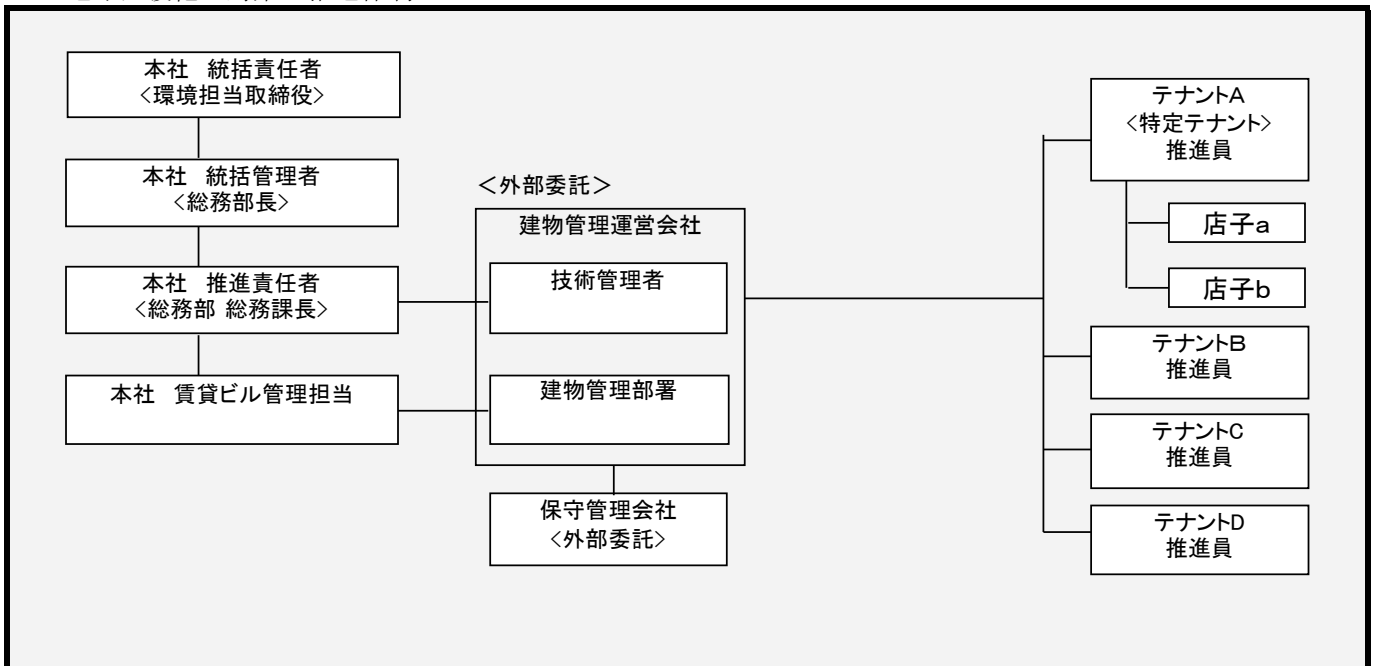 本社 統括責任者
<環境担当取締役>
本社 統括管理者
<総務部長>
本社 推進責任者
<総務部 総務課長>
本社 賃貸ビル管理担当
<外部委託>
建物管理運営会社
技術管理者
建物管理部署
保守管理会社
<外部委託>
テナントA
<特定テナント>
推進員
店子a
店子b
テナントB
推進員
テナントC
推進員
テナントD
推進員